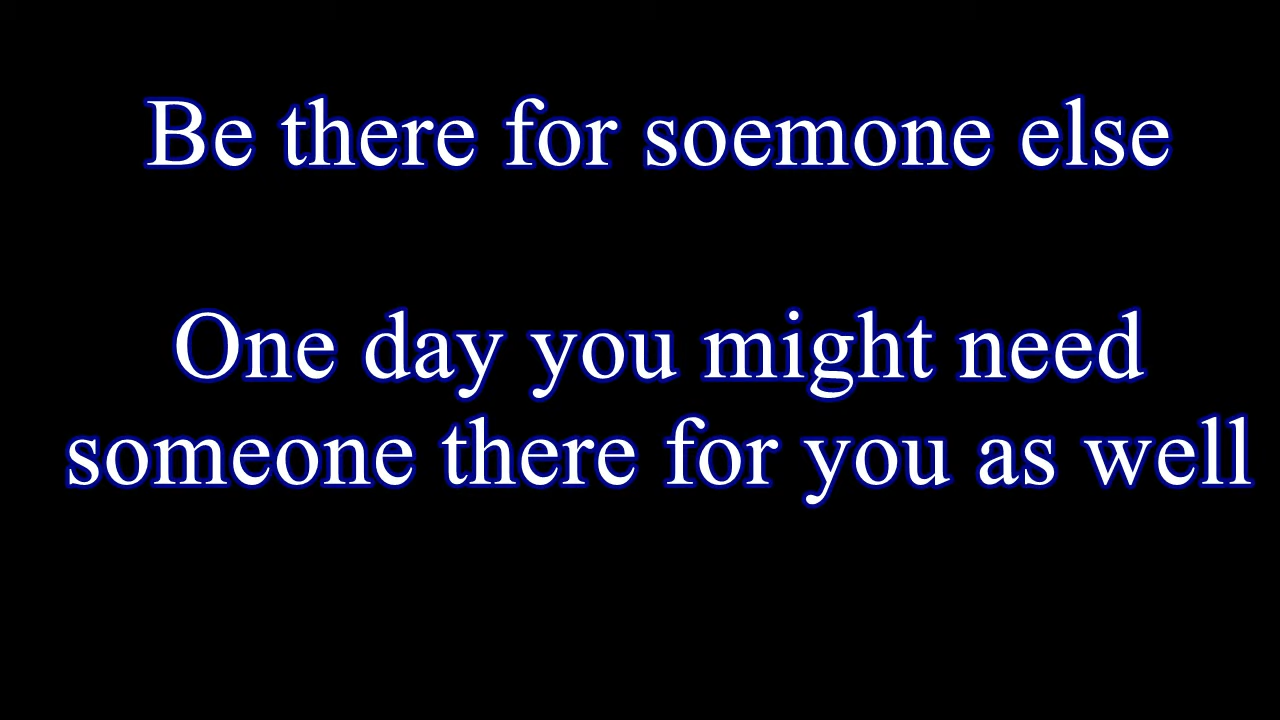 Be there for soemone else
One day you might need
someone there for you as well